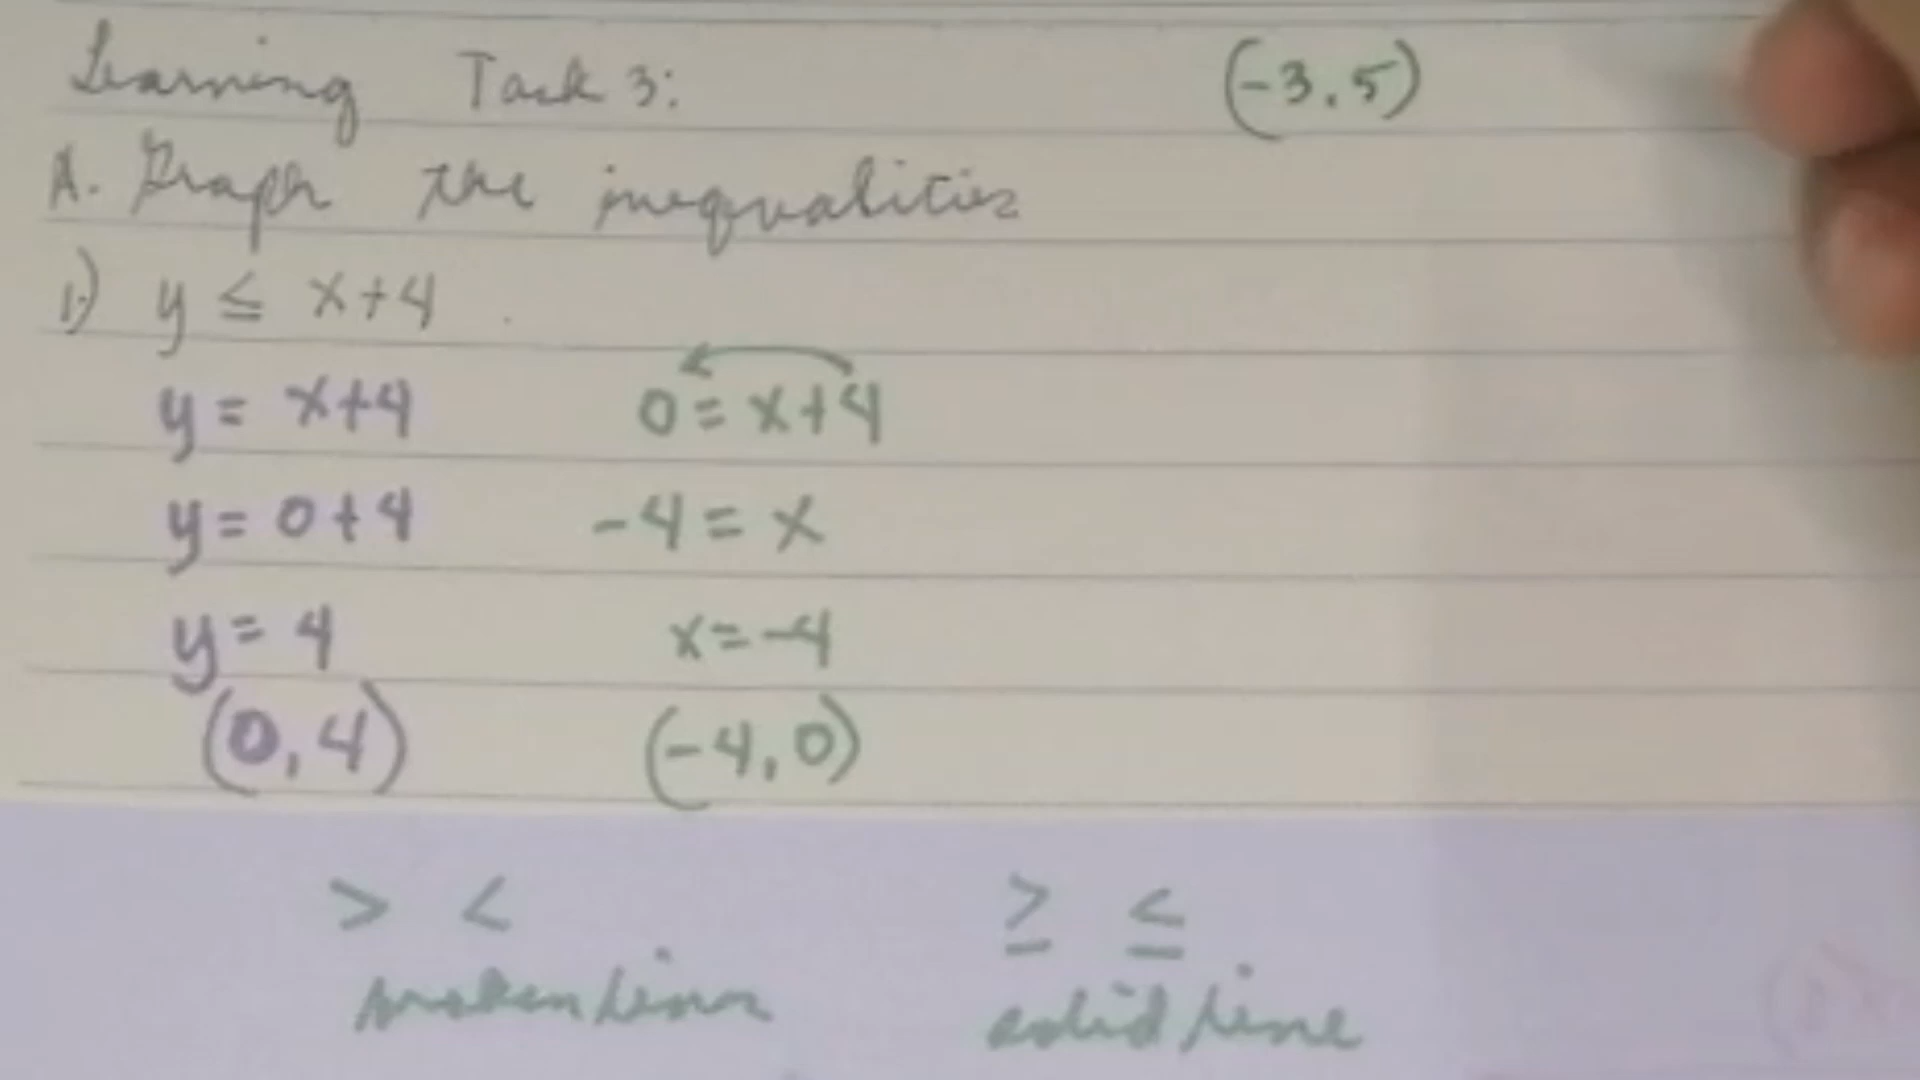 Learning Task 3: (-3,5)
A. Graph the inequalities
1.) y ≤ x+4
y = x+4 0 = x+4
y = 0+4 -4 = x
y = 4 x = -4
(0,4) (-4,0)
> < ≥ ≤
broken line solid line